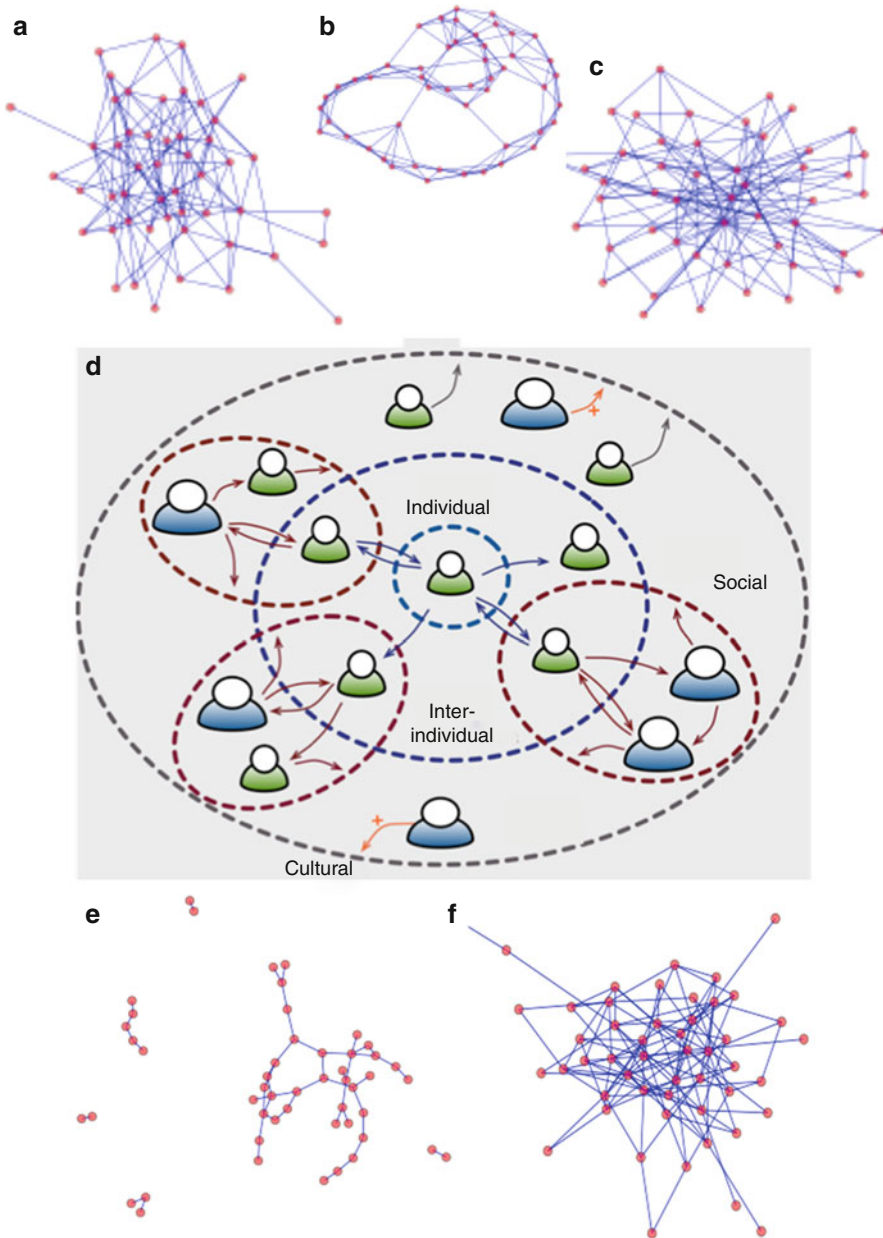 a
b
c
d
Individual
Social
Inter-
individual
+
+
Cultural
e
f